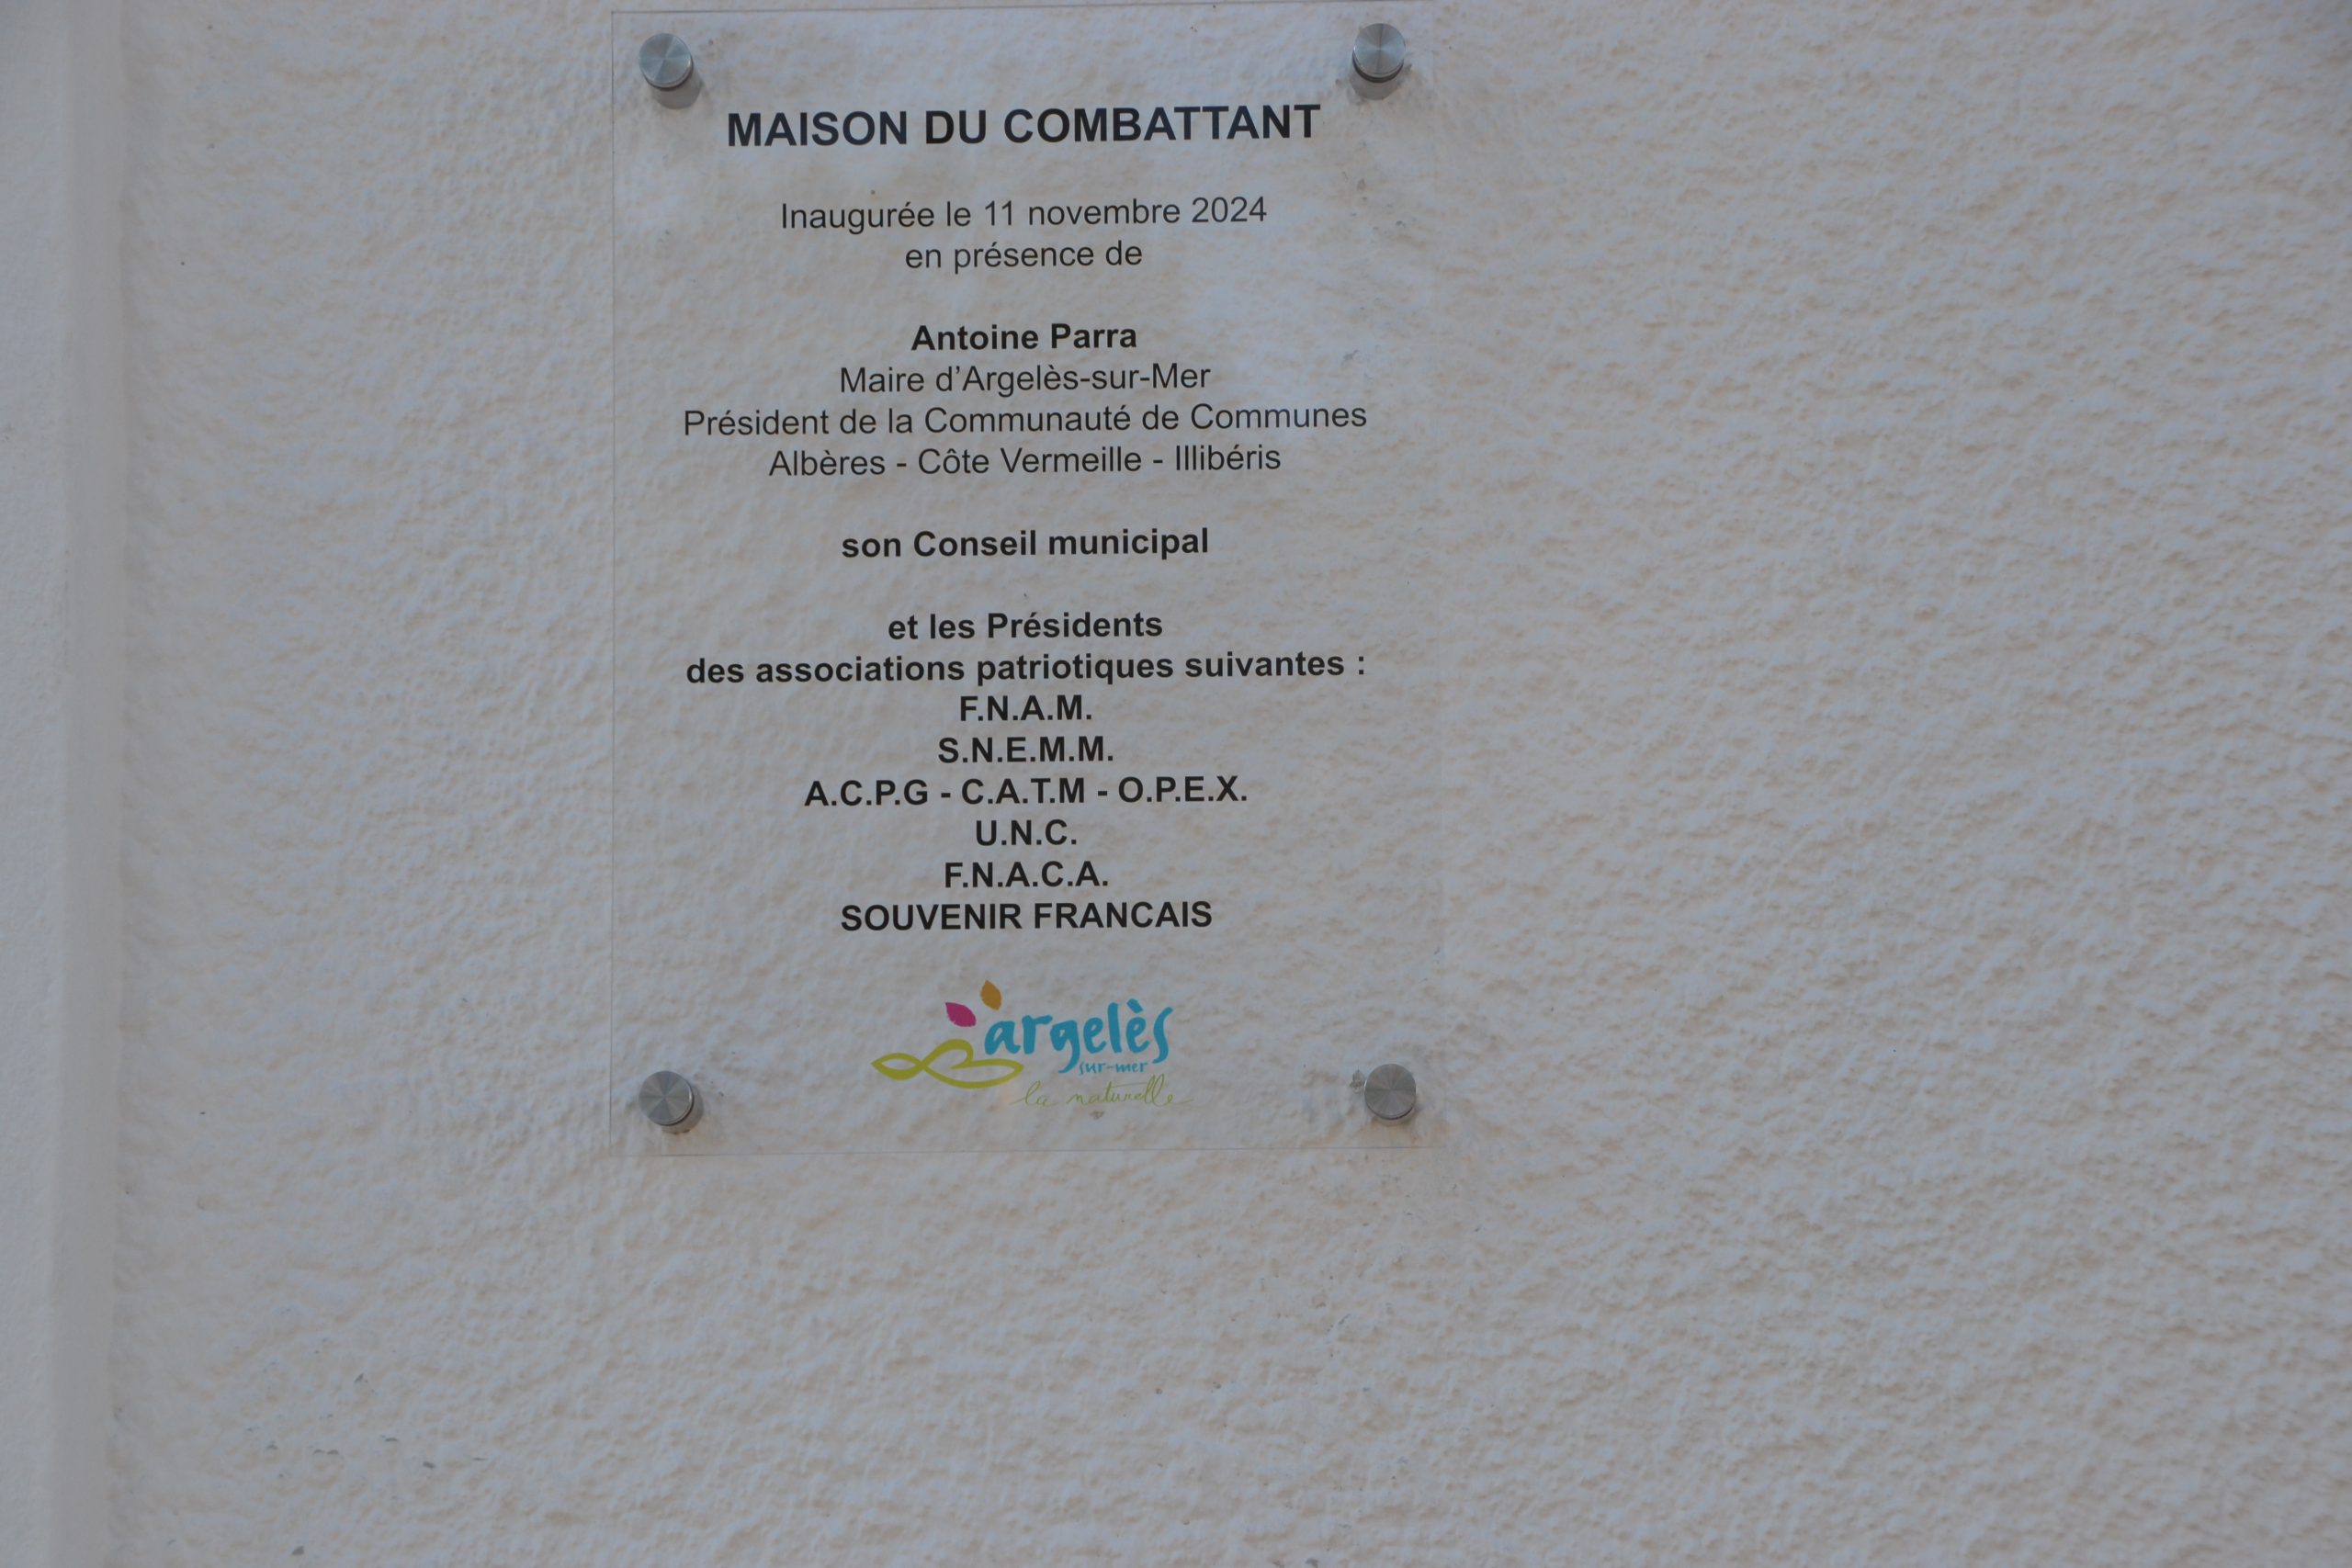 MAISON DU COMBATTANT
Inaugurée le 11 novembre 2024
en présence de
Antoine Parra
Maire d’Argelès-sur-Mer
Président de la Communauté de Communes
Albères - Côte Vermeille - Illibéris
son Conseil municipal
et les Présidents
des associations patriotiques suivantes :
F.N.A.M.
S.N.E.M.M.
A.C.P.G - C.A.T.M - O.P.E.X.
U.N.C.
F.N.A.C.A.
SOUVENIR FRANCAIS
argelès
sur-mer
la naturelle